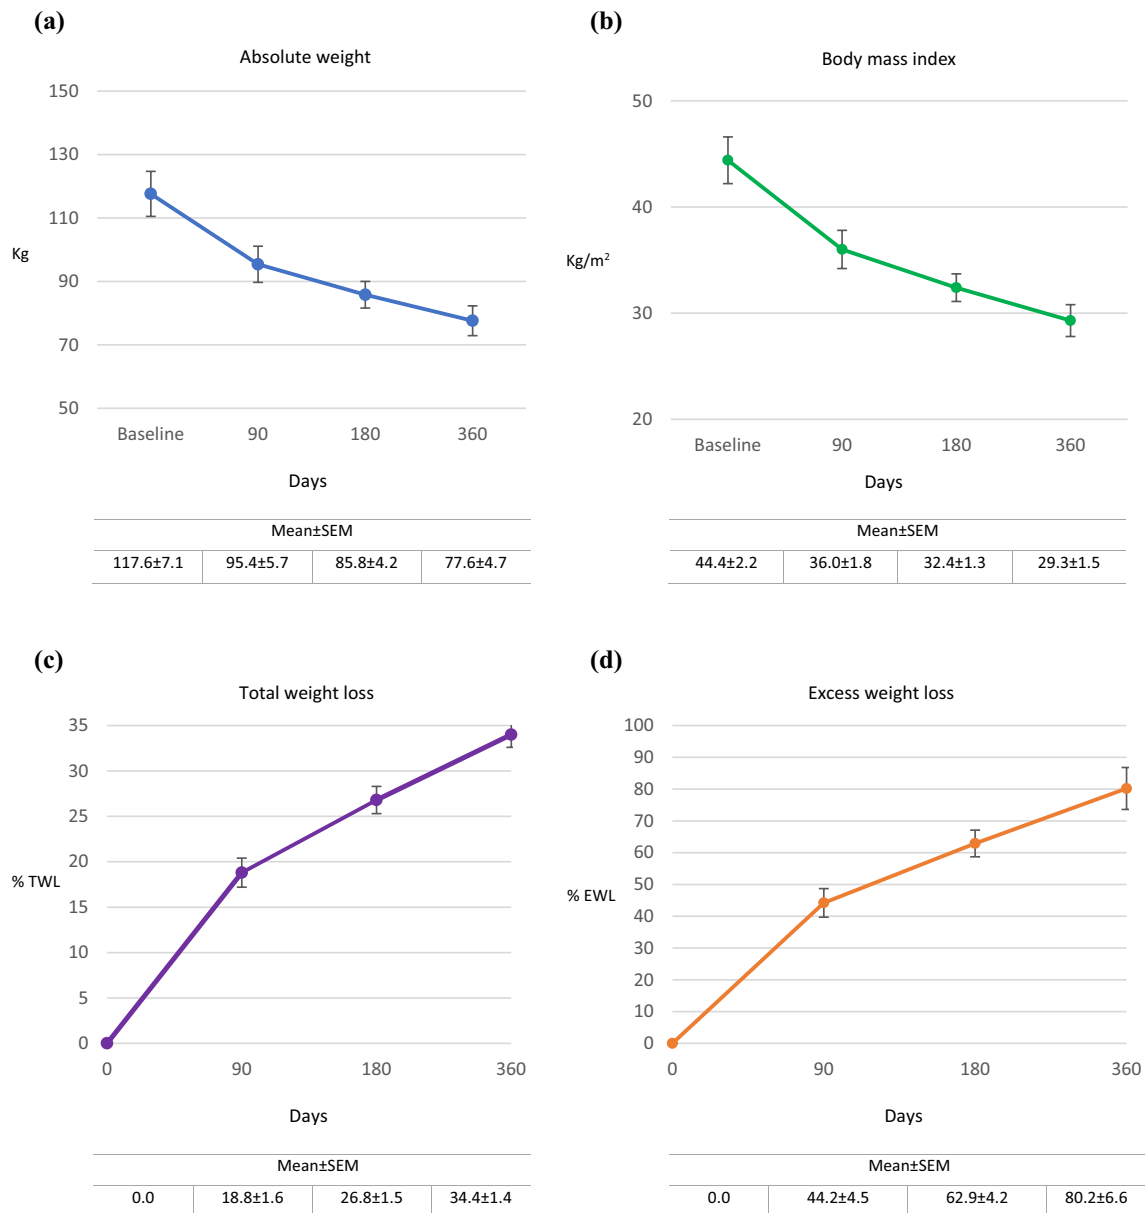 (a)
Absolute weight
150
130
110
90
70
50
Kg
Baseline 90 180 360
Days
Mean±SEM
117.6±7.1 95.4±5.7 85.8±4.2 77.6±4.7
(b)
Body mass index
50
40
30
20
Kg/m²
Baseline 90 180 360
Days
Mean±SEM
44.4±2.2 36.0±1.8 32.4±1.3 29.3±1.5
(c)
Total weight loss
35
30
25
20
15
10
5
0
% TWL
0 90 180 360
Days
Mean±SEM
0.0 18.8±1.6 26.8±1.5 34.4±1.4
(d)
Excess weight loss
100
90
80
70
60
50
40
30
20
10
0
% EWL
0 90 180 360
Days
Mean±SEM
0.0 44.2±4.5 62.9±4.2 80.2±6.6